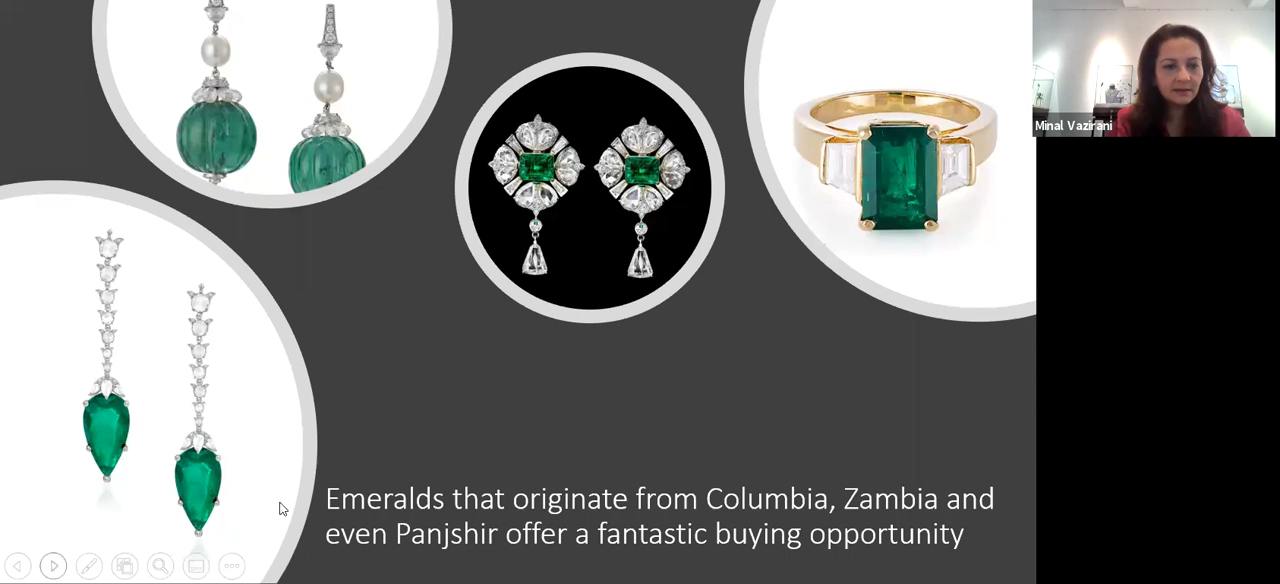 Minal Vazirani
Emeralds that originate from Columbia, Zambia and
even Panjshir offer a fantastic buying opportunity